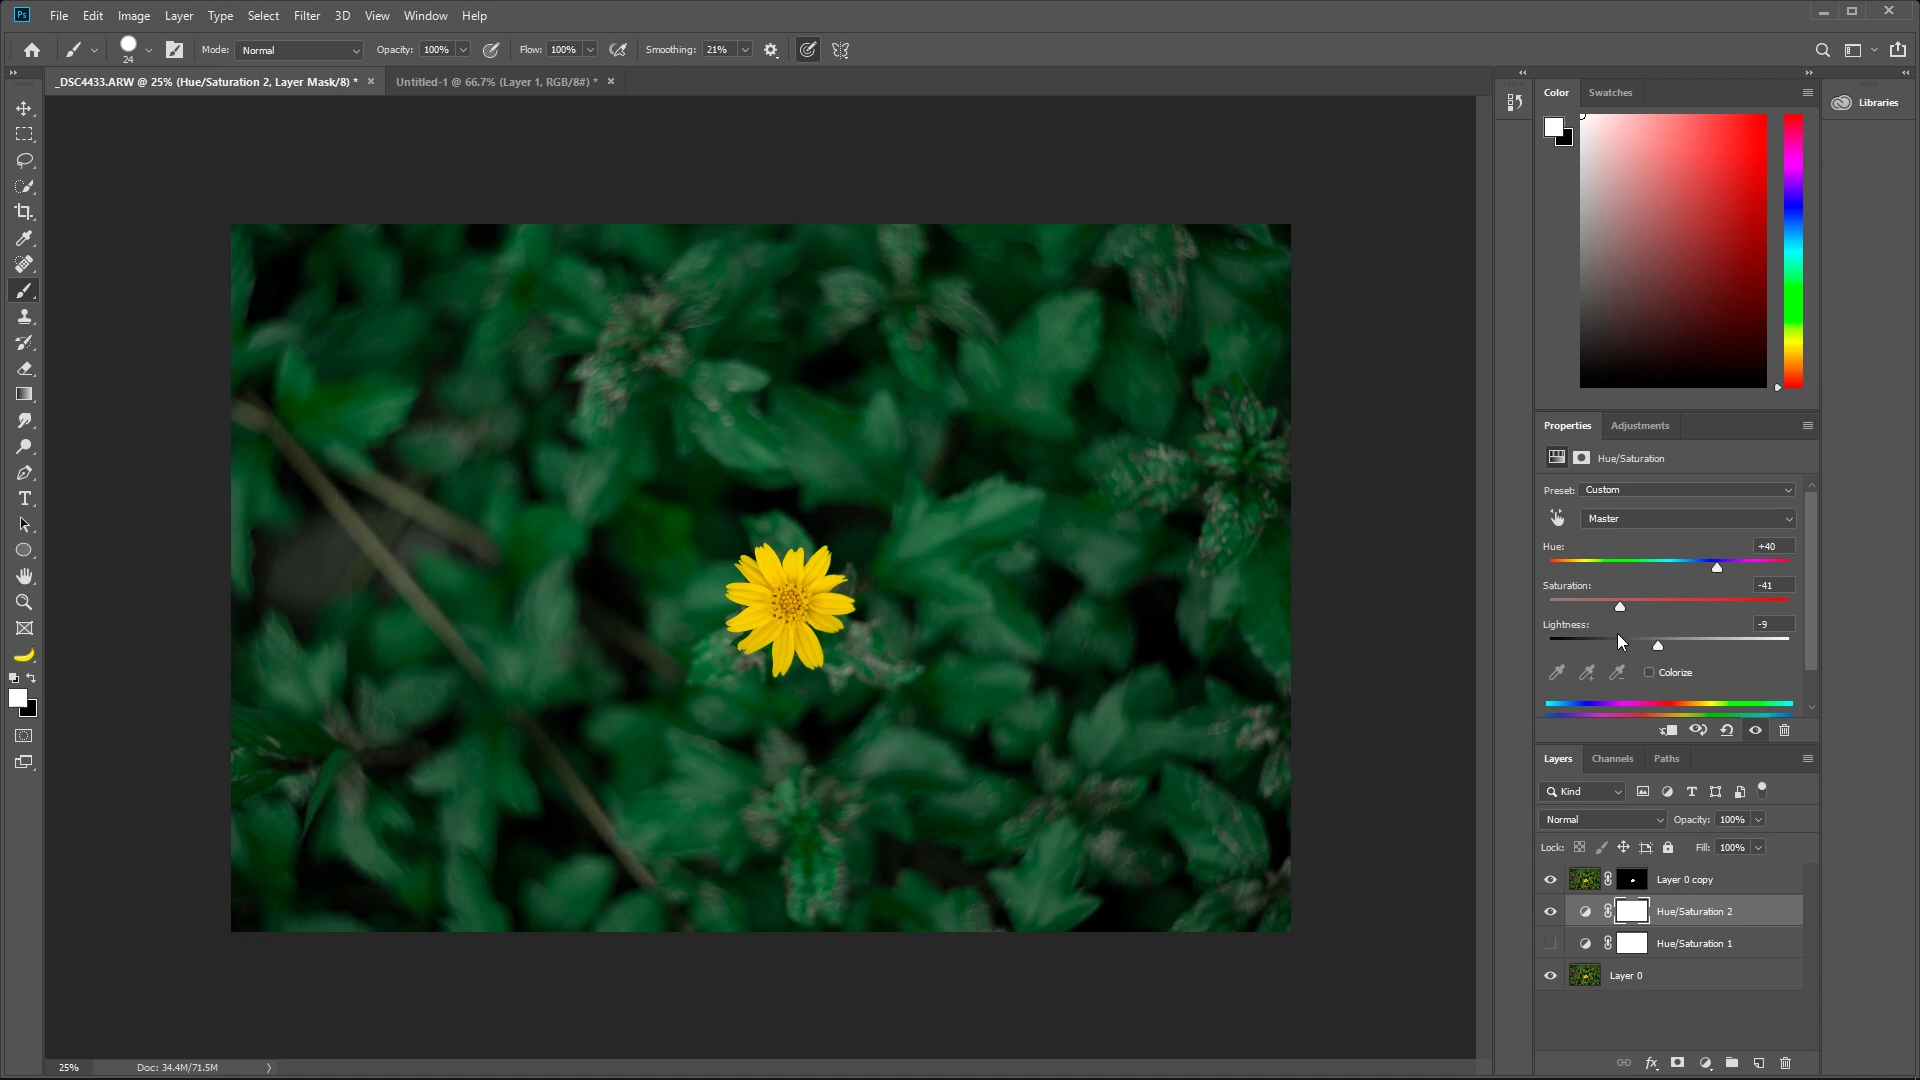 Ps File Edit Image Layer Type Select Filter 3D View Window Help
24 Mode: Normal Opacity: 100% Flow: 100% Smoothing: 21%
_DSC4433.ARW @ 25% (Hue/Saturation 2, Layer Mask/8) * Untitled-1 @ 66.7% (Layer 1, RGB/8#) *
Color Swatches
Libraries
Properties Adjustments
Hue/Saturation
Preset: Custom
Master
Hue: +40
Saturation: -41
Lightness: -9
Colorize
Layers Channels Paths
Kind
Normal Opacity: 100%
Lock: Fill: 100%
Layer 0 copy
Hue/Saturation 2
Hue/Saturation 1
Layer 0
fx
25% Doc: 34.4M/71.5M